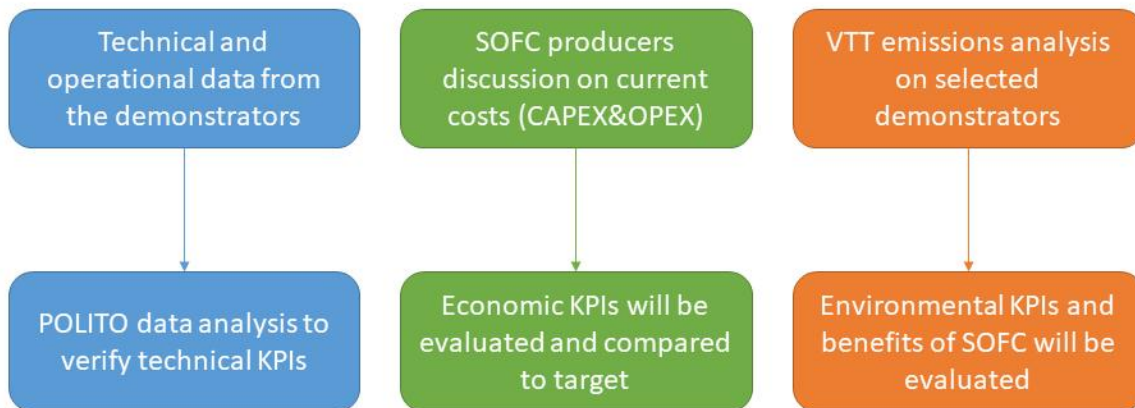 Technical and
operational data from
the demonstrators
SOFC producers
discussion on current
costs (CAPEX&OPEX)
VTT emissions analysis
on selected
demonstrators
POLITO data analysis to
verify technical KPIs
Economic KPIs will be
evaluated and compared
to target
Environmental KPIs and
benefits of SOFC will be
evaluated